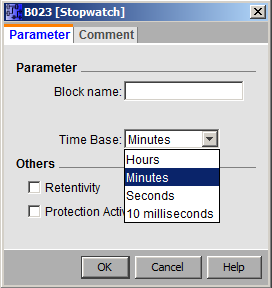 B023 [Stopwatch]
Parameter Comment
Parameter
Block name:
Time Base: Minutes
Hours
Minutes
Seconds
10 milliseconds
Others
Retentivity
Protection Acti
OK Cancel Help